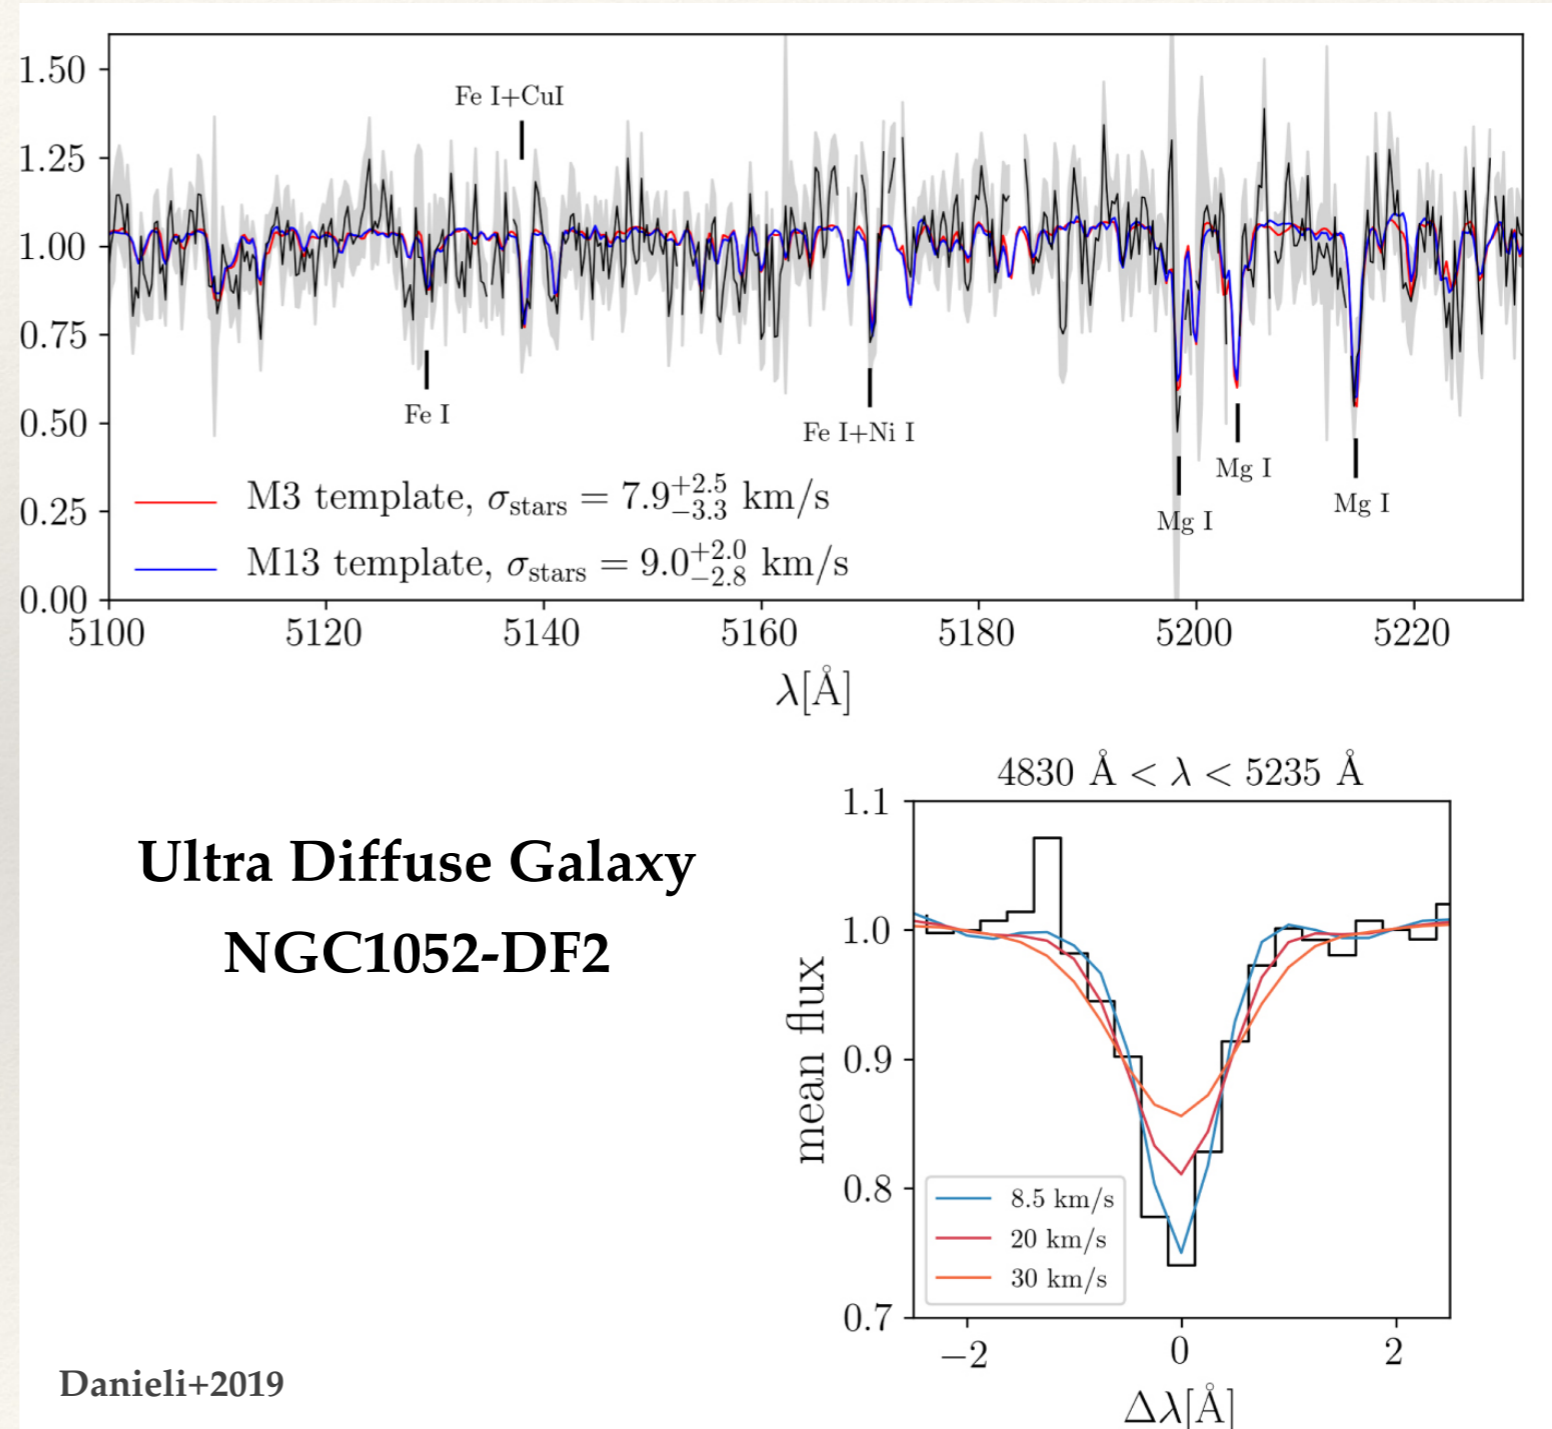 1.50
1.25
1.00
0.75
0.50
0.25
0.00
Fe I+CuI
Fe I
Fe I+Ni I
Mg I
Mg I
Mg I
M3 template, σ_stars = 7.9^{+2.5}_{−3.3} km/s
M13 template, σ_stars = 9.0^{+2.0}_{−2.8} km/s
5100 5120 5140 5160 5180 5200 5220
λ[Å]
Ultra Diffuse Galaxy
NGC1052-DF2
4830 Å < λ < 5235 Å
1.1
1.0
0.9
0.8
0.7
mean flux
8.5 km/s
20 km/s
30 km/s
−2 0 2
Δλ[Å]
Danieli+2019